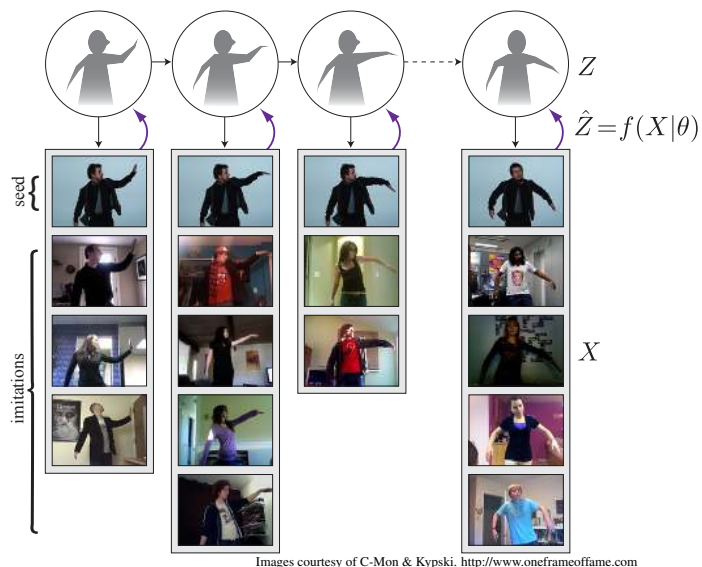 Z
Ẑ = f(X|θ)
seed
imitations
X
Images courtesy of C-Mon & Kypski. http://www.oneframeoffame.com